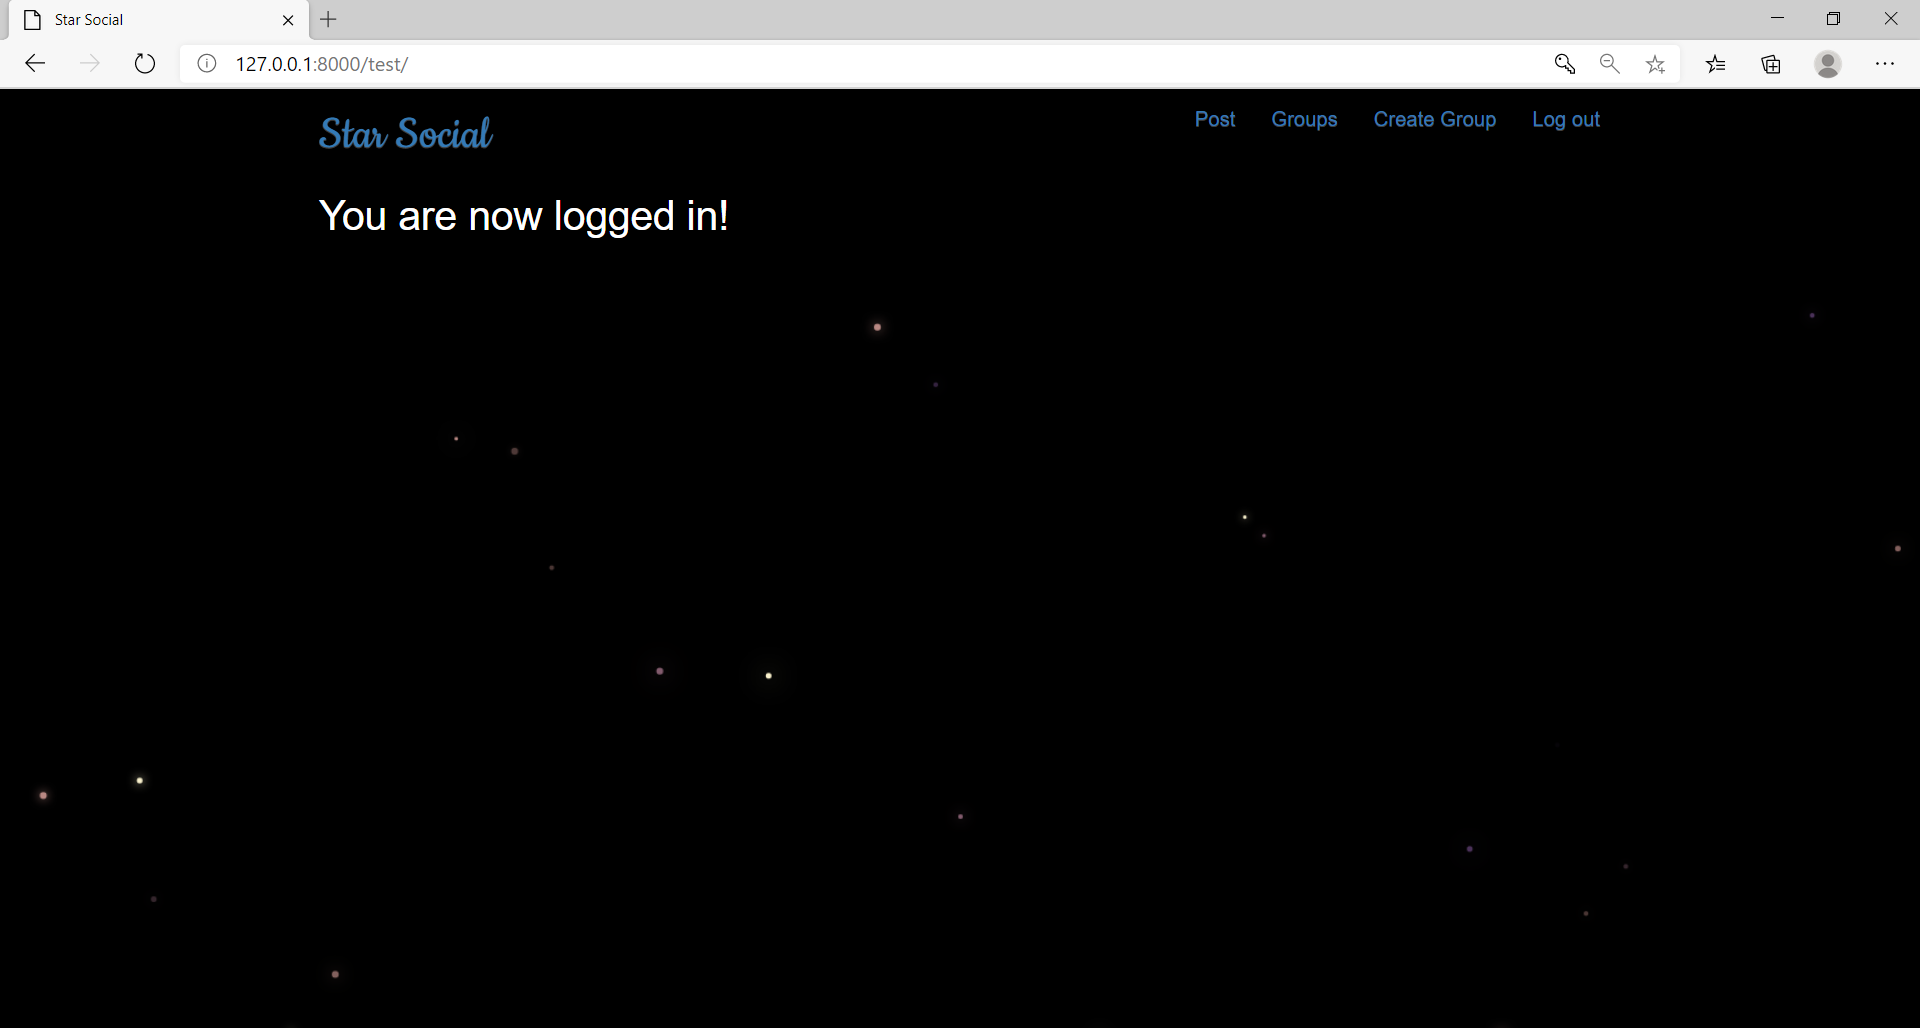 Star Social
127.0.0.1:8000/test/
Star Social
Post Groups Create Group Log out
You are now logged in!